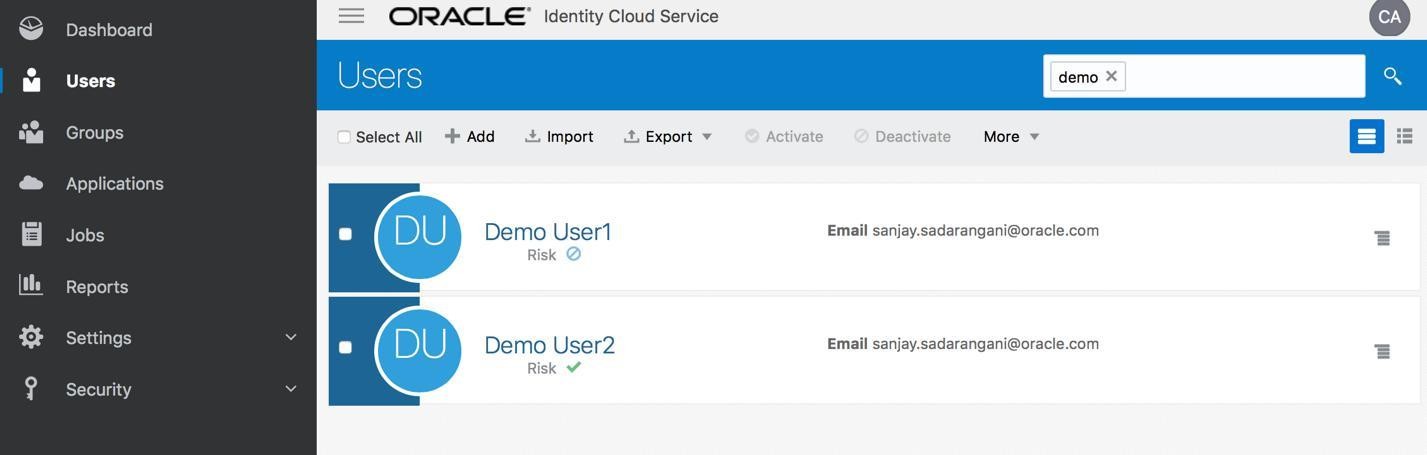 Dashboard
Users
Groups
Applications
Jobs
Reports
Settings
Security
ORACLE® Identity Cloud Service
CA
Users
demo
Select All Add Import Export Activate Deactivate More
DU
Demo User1
Risk
Email sanjay.sadarangani@oracle.com
DU
Demo User2
Risk
Email sanjay.sadarangani@oracle.com